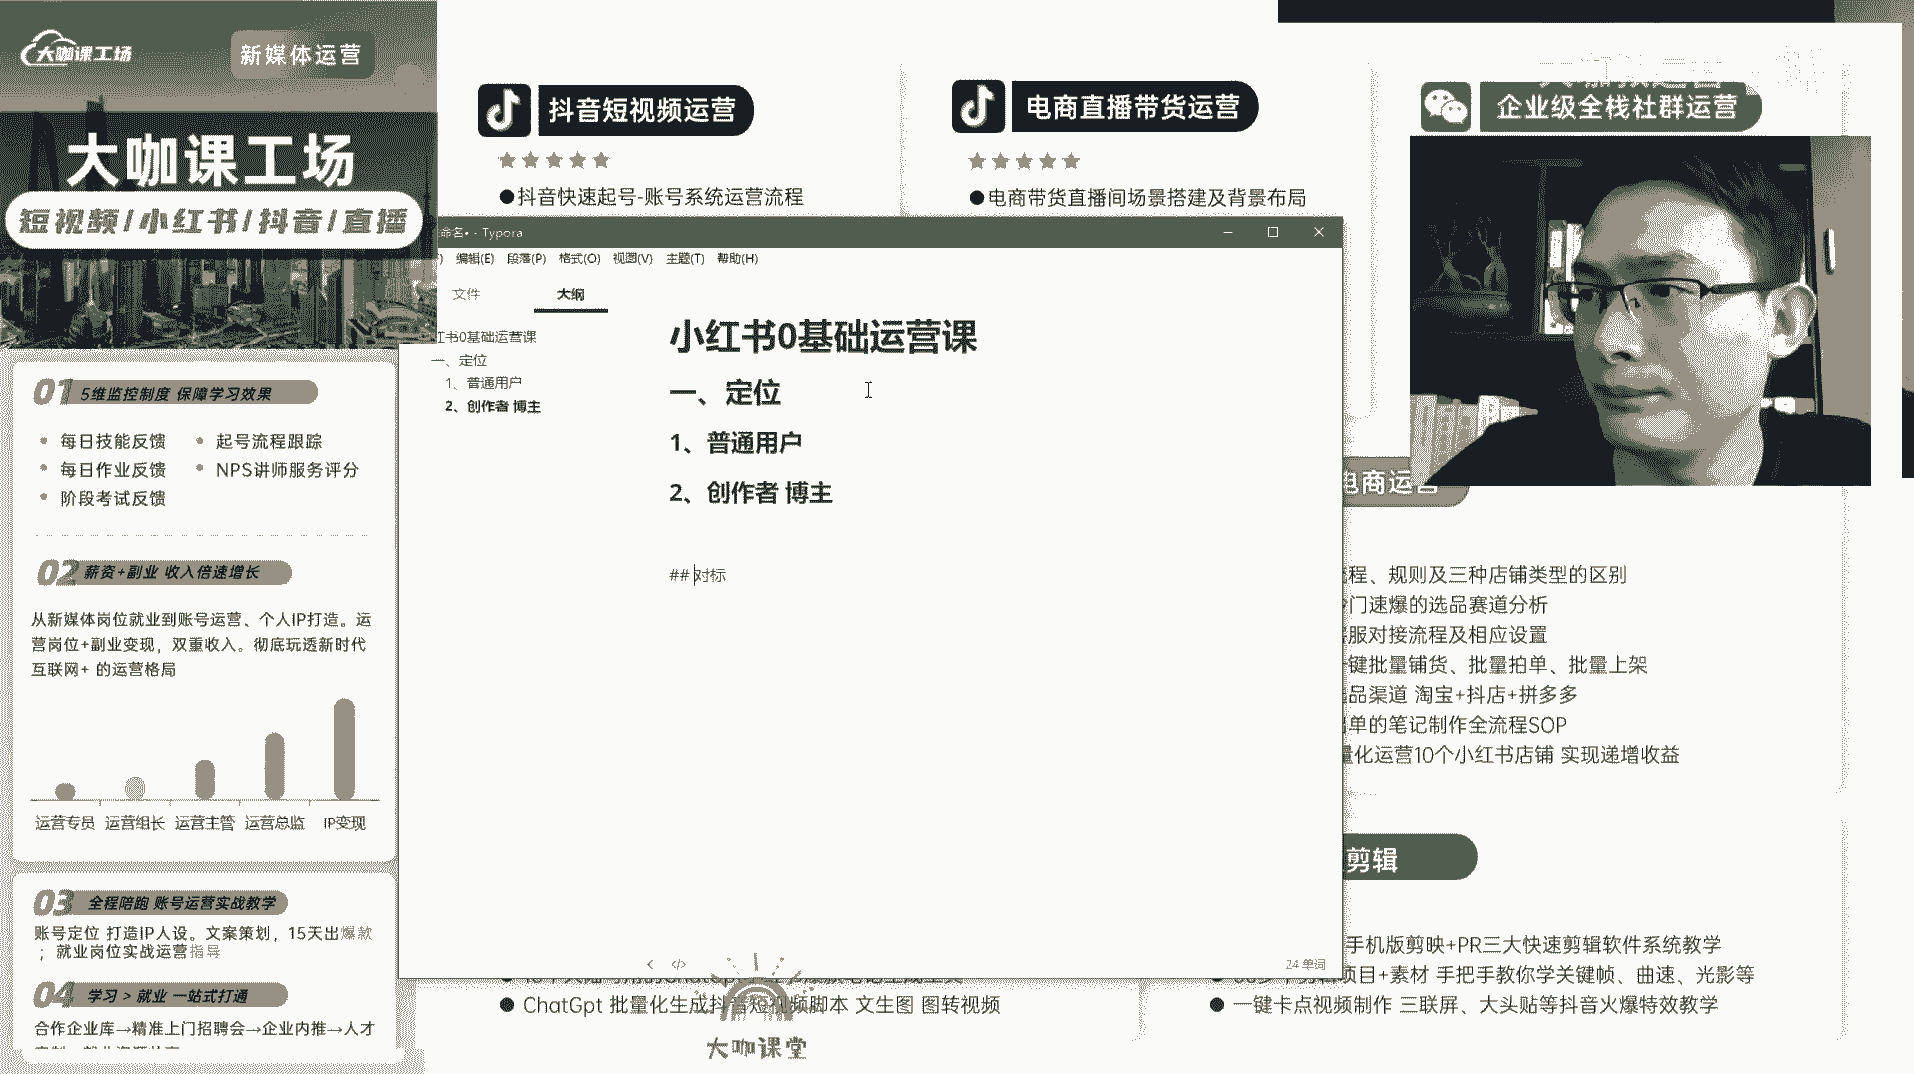 大咖课工场
新媒体运营
大咖课工场
短视频/小红书/抖音/直播
01 5维监控制度 保障学习效果
每日技能反馈
起号流程跟踪
每日作业反馈
NPS讲师服务评分
阶段考试反馈
02 薪资+副业 收入倍速增长
从新媒体岗位就业到账号运营、个人IP打造。运
营岗位+副业变现，双重收入。彻底玩透新时代
互联网+ 的运营格局
运营专员 运营组长 运营主管 运营总监 IP变现
03 全程陪跑 账号运营实战教学
账号定位 打造IP人设。文案策划，15天出爆款
；就业岗位实战运营指导
04 学习 > 就业 一站式打通
合作企业库→精准上门招聘会→企业内推→人才
抖音短视频运营
●抖音快速起号-账号系统运营流程
电商直播带货运营
●电商带货直播间场景搭建及背景布局
企业级全栈社群运营
命名• - Typora
) 编辑(E) 段落(P) 格式(O) 视图(V) 主题(T) 帮助(H)
文件 大纲
红书0基础运营课
一、定位
1、普通用户
2、创作者 博主
小红书0基础运营课
一、定位
1、普通用户
2、创作者 博主
## 对标
24 单词
电商运营
程、规则及三种店铺类型的区别
门速爆的选品赛道分析
服对接流程及相应设置
键批量铺货、批量拍单、批量上架
品渠道 淘宝+抖店+拼多多
单的笔记制作全流程SOP
量化运营10个小红书店铺 实现递增收益
剪辑
手机版剪映+PR三大快速剪辑软件系统教学
项目+素材 手把手教你学关键帧、曲速、光影等
● 一键卡点视频制作 三联屏、大头贴等抖音火爆特效教学
● ChatGpt 批量化生成抖音短视频脚本 文生图 图转视频
大咖课堂